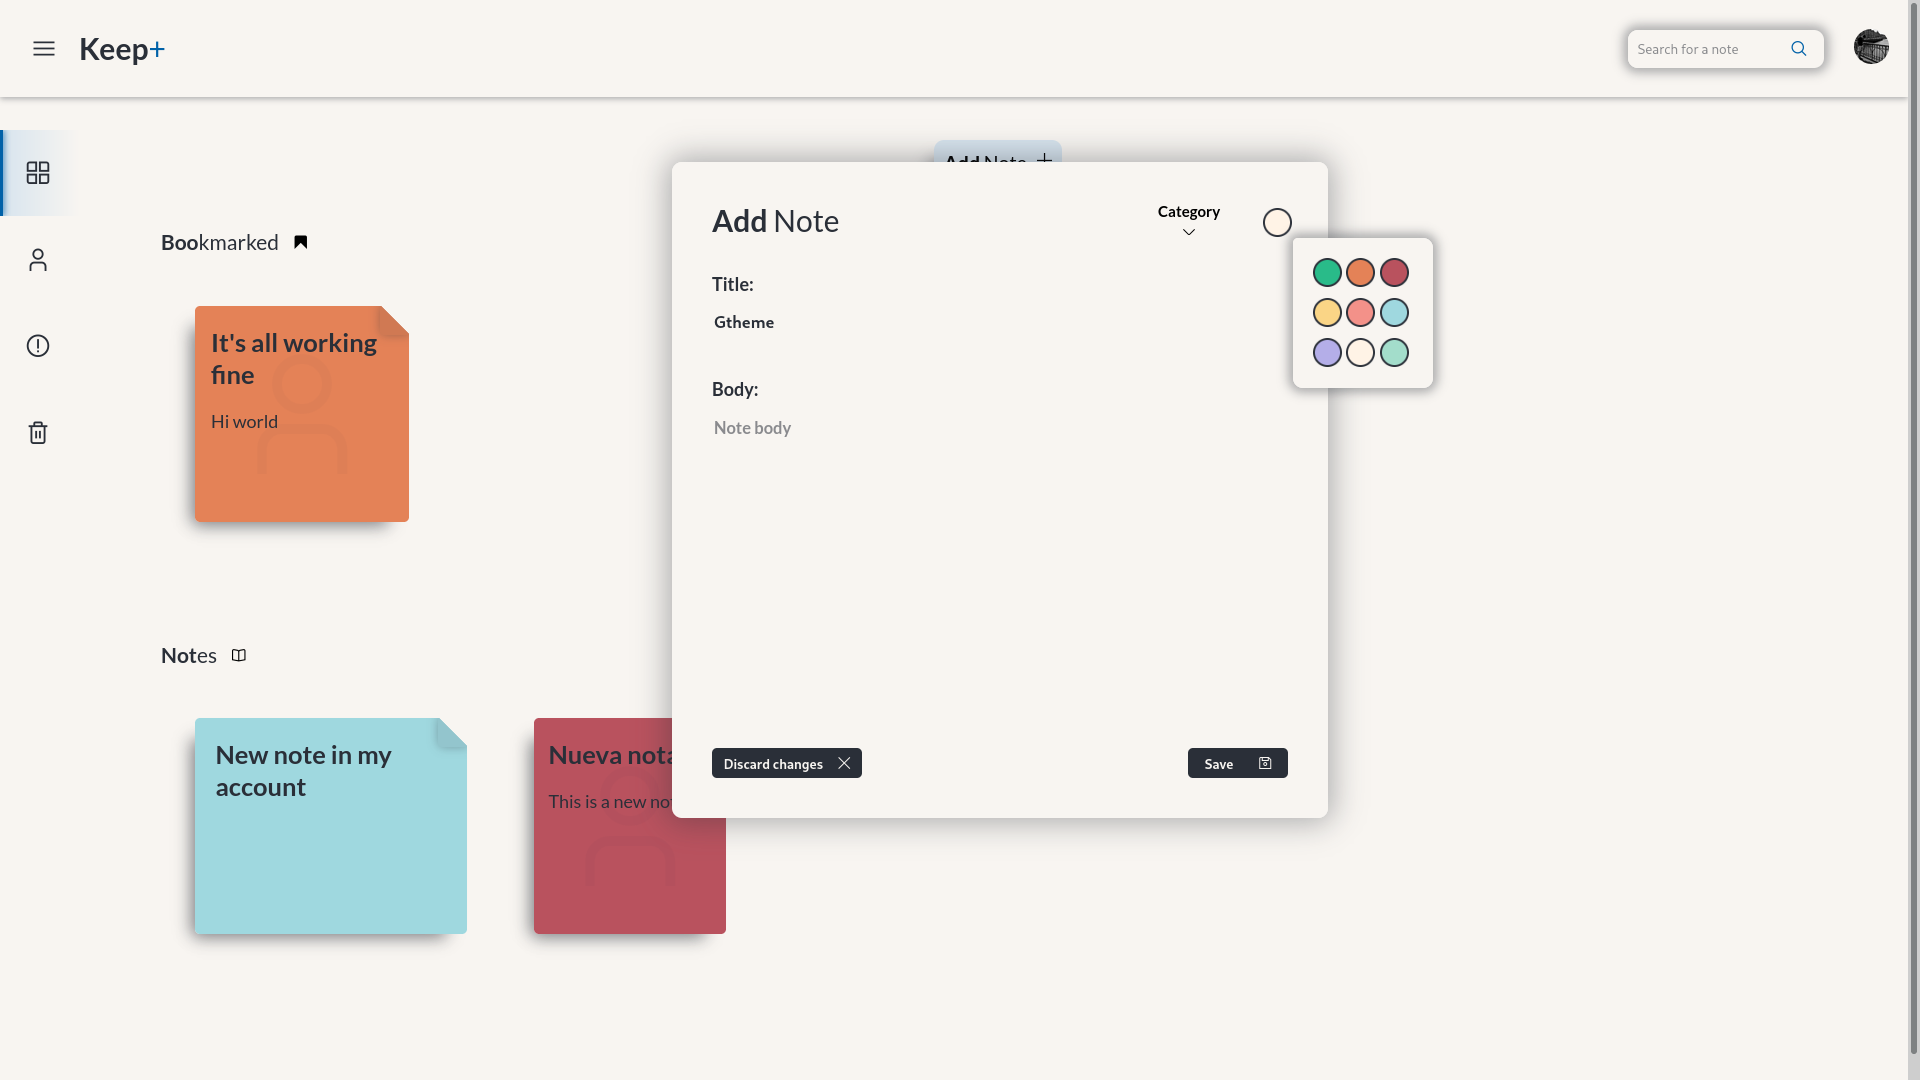 Keep+
Search for a note
Add Note
Bookmarked
It's all working
fine
Hi world
Add Note
Category
Title:
Gtheme
Body:
Note body
Discard changes
Save
Notes
New note in my
account
Nueva nota
This is a new